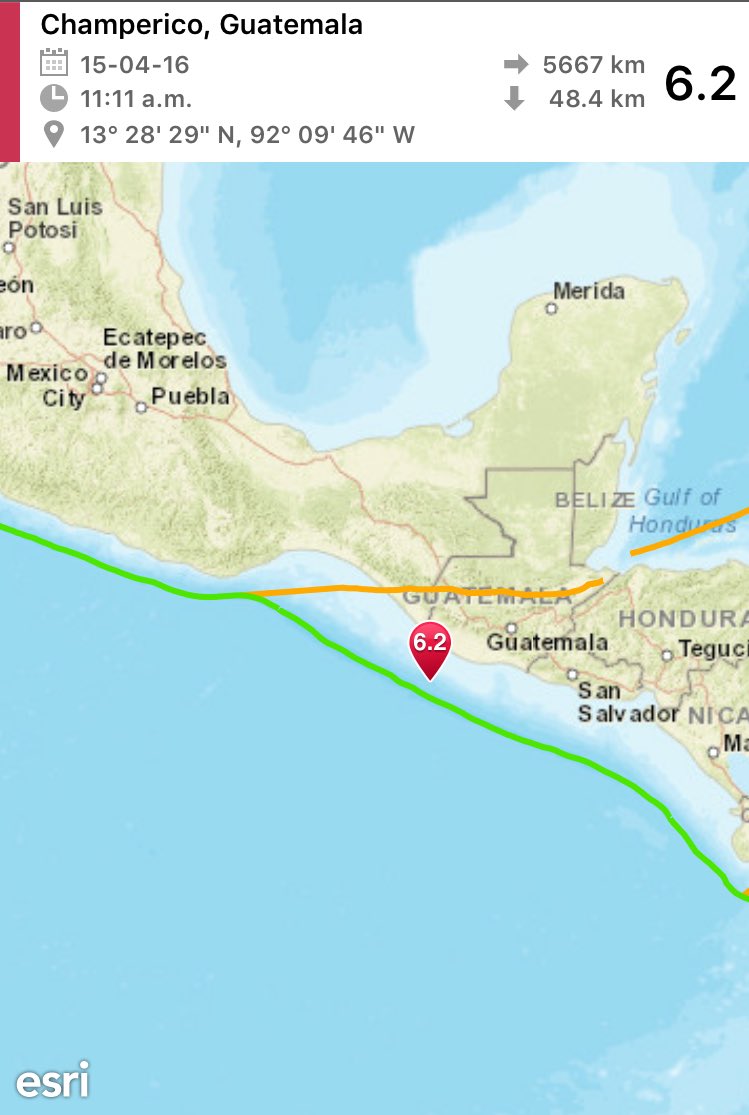 Champerico, Guatemala
15-04-16
5667 km
6.2
11:11 a.m.
48.4 km
13° 28' 29" N, 92° 09' 46" W
San Luis
Potosi
Merida
eón
aro
Ecatepec
de Morelos
Mexico
City
Puebla
BELIZE
Gulf of
Honduras
GUATEMALA
HONDURA
6.2
Guatemala
Teguci
San
Salvador
NICA
Ma
esri